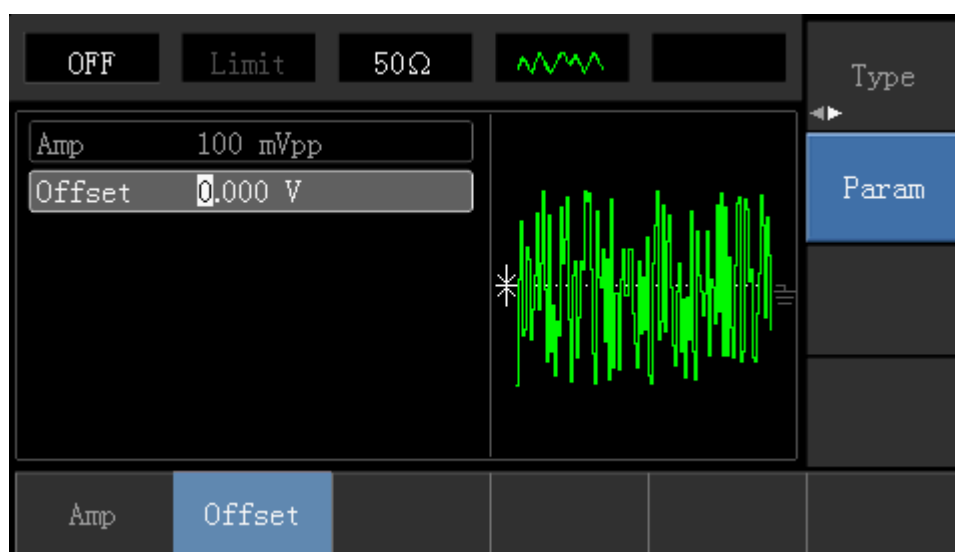 OFF Limit 50Ω
Type
Amp 100 mVpp
Offset 0.000 V
Param
Amp Offset